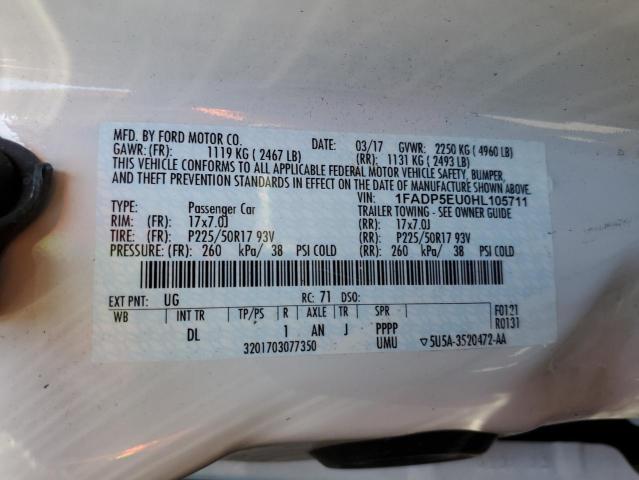 MFD. BY FORD MOTOR CO. DATE: 03/17 GVWR: 2250 KG ( 4960 LB)
GAWR: (FR): 1119 KG ( 2467 LB) (RR): 1131 KG ( 2493 LB)
THIS VEHICLE CONFORMS TO ALL APPLICABLE FEDERAL MOTOR VEHICLE SAFETY, BUMPER,
AND THEFT PREVENTION STANDARDS IN EFFECT ON THE DATE OF MANUFACTURE SHOWN ABOVE.
VIN: 1FADP5EU0HL105711
TYPE: Passenger Car TRAILER TOWING - SEE OWNER GUIDE
RIM: (FR): 17x7.0J (RR): 17x7.0J
TIRE: (FR): P225/50R17 93V (RR): P225/50R17 93V
PRESSURE: (FR): 260 kPa/ 38 PSI COLD (RR): 260 kPa/ 38 PSI COLD
EXT PNT: UG RC: 71 DSO:
WB INT TR TP/PS R AXLE TR SPR F0121
DL 1 AN J PPPP R0131
3201703077350 UMU ▽5U5A-3520472-AA